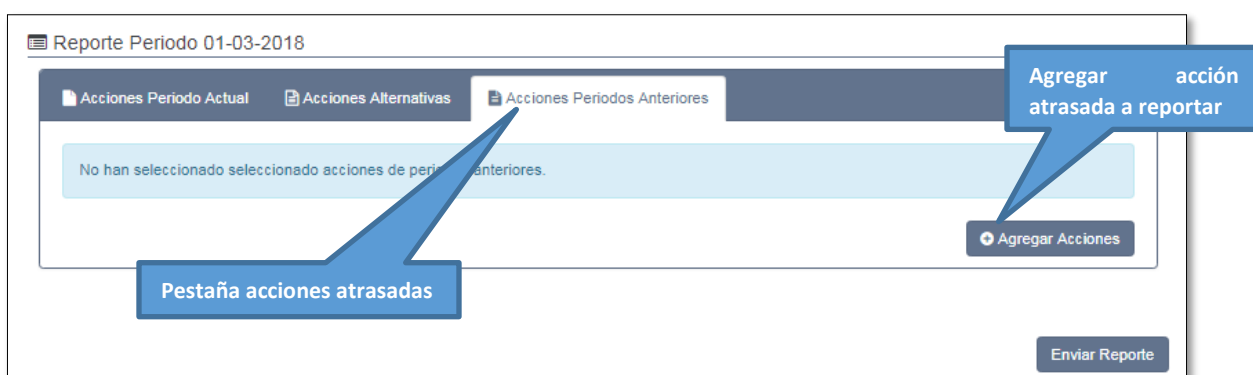 Reporte Periodo 01-03-2018
Agregar acción
atrasada a reportar
Acciones Periodo Actual Acciones Alternativas Acciones Periodos Anteriores
No han seleccionado seleccionado acciones de anteriores.
Agregar Acciones
Pestaña acciones atrasadas
Enviar Reporte